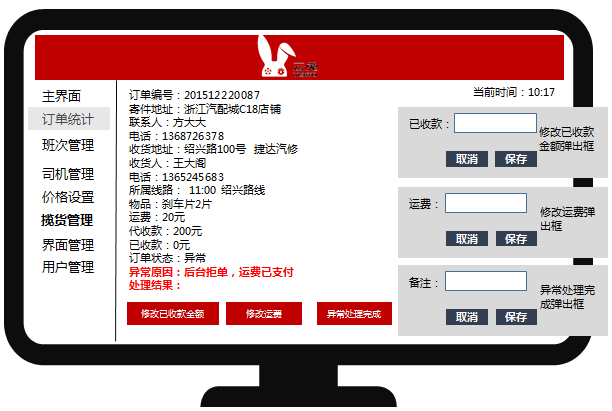 当前时间：10:17
主界面
订单统计
班次管理
司机管理
价格设置
揽货管理
界面管理
用户管理
订单编号：201512220087
寄件地址：浙江汽配城C18店铺
联系人：方大大
电话：1368726378
收货地址：绍兴路100号 捷达汽修
收货人：王大阁
电话：1365245683
所属线路： 11:00 绍兴路线
物品：刹车片2片
运费：20元
代收款：200元
已收款：0元
订单状态：异常
异常原因：后台拒单，运费已支付
处理结果：
修改已收款金额
修改运费
异常处理完成
已收款：
取消
保存
修改已收款
金额弹出框
运费：
取消
保存
修改运费弹
出框
备注：
取消
保存
异常处理完
成弹出框